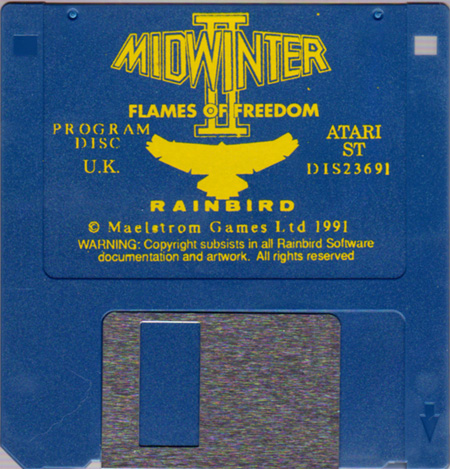 MIDWINTER
II
FLAMES OF FREEDOM
PROGRAM
DISC
U.K.
ATARI
ST
DIS23691
RAINBIRD
© Maelstrom Games Ltd 1991
WARNING: Copyright subsists in all Rainbird Software
documentation and artwork. All rights reserved